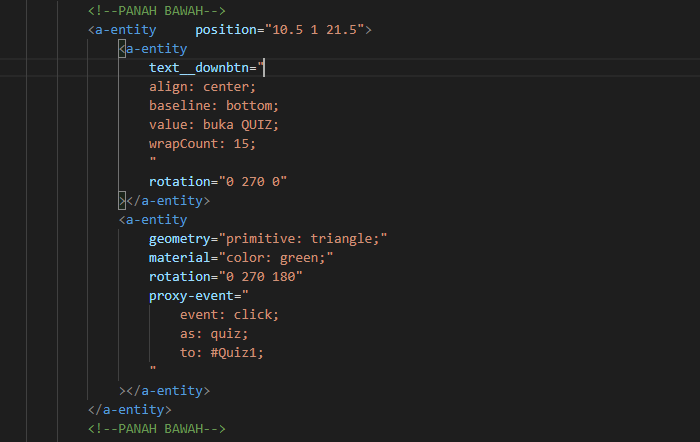 <!--PANAH BAWAH-->
<a-entity     position="10.5 1 21.5">
    <a-entity
        text__downbtn="
        align: center;
        baseline: bottom;
        value: buka QUIZ;
        wrapCount: 15;
        "
        rotation="0 270 0"
    ></a-entity>
    <a-entity
        geometry="primitive: triangle;"
        material="color: green;"
        rotation="0 270 180"
        proxy-event="
            event: click;
            as: quiz;
            to: #Quiz1;
        "
    ></a-entity>
</a-entity>
<!--PANAH BAWAH-->